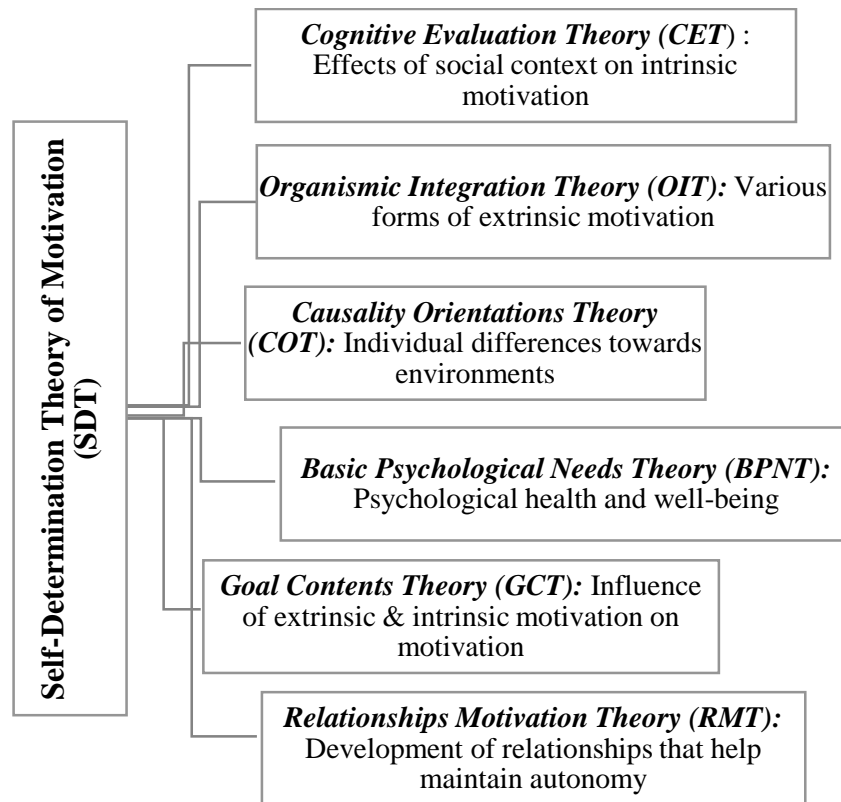 Self-Determination Theory of Motivation
(SDT)
Cognitive Evaluation Theory (CET) :
Effects of social context on intrinsic
motivation
Organismic Integration Theory (OIT): Various
forms of extrinsic motivation
Causality Orientations Theory
(COT): Individual differences towards
environments
Basic Psychological Needs Theory (BPNT):
Psychological health and well-being
Goal Contents Theory (GCT): Influence
of extrinsic & intrinsic motivation on
motivation
Relationships Motivation Theory (RMT):
Development of relationships that help
maintain autonomy